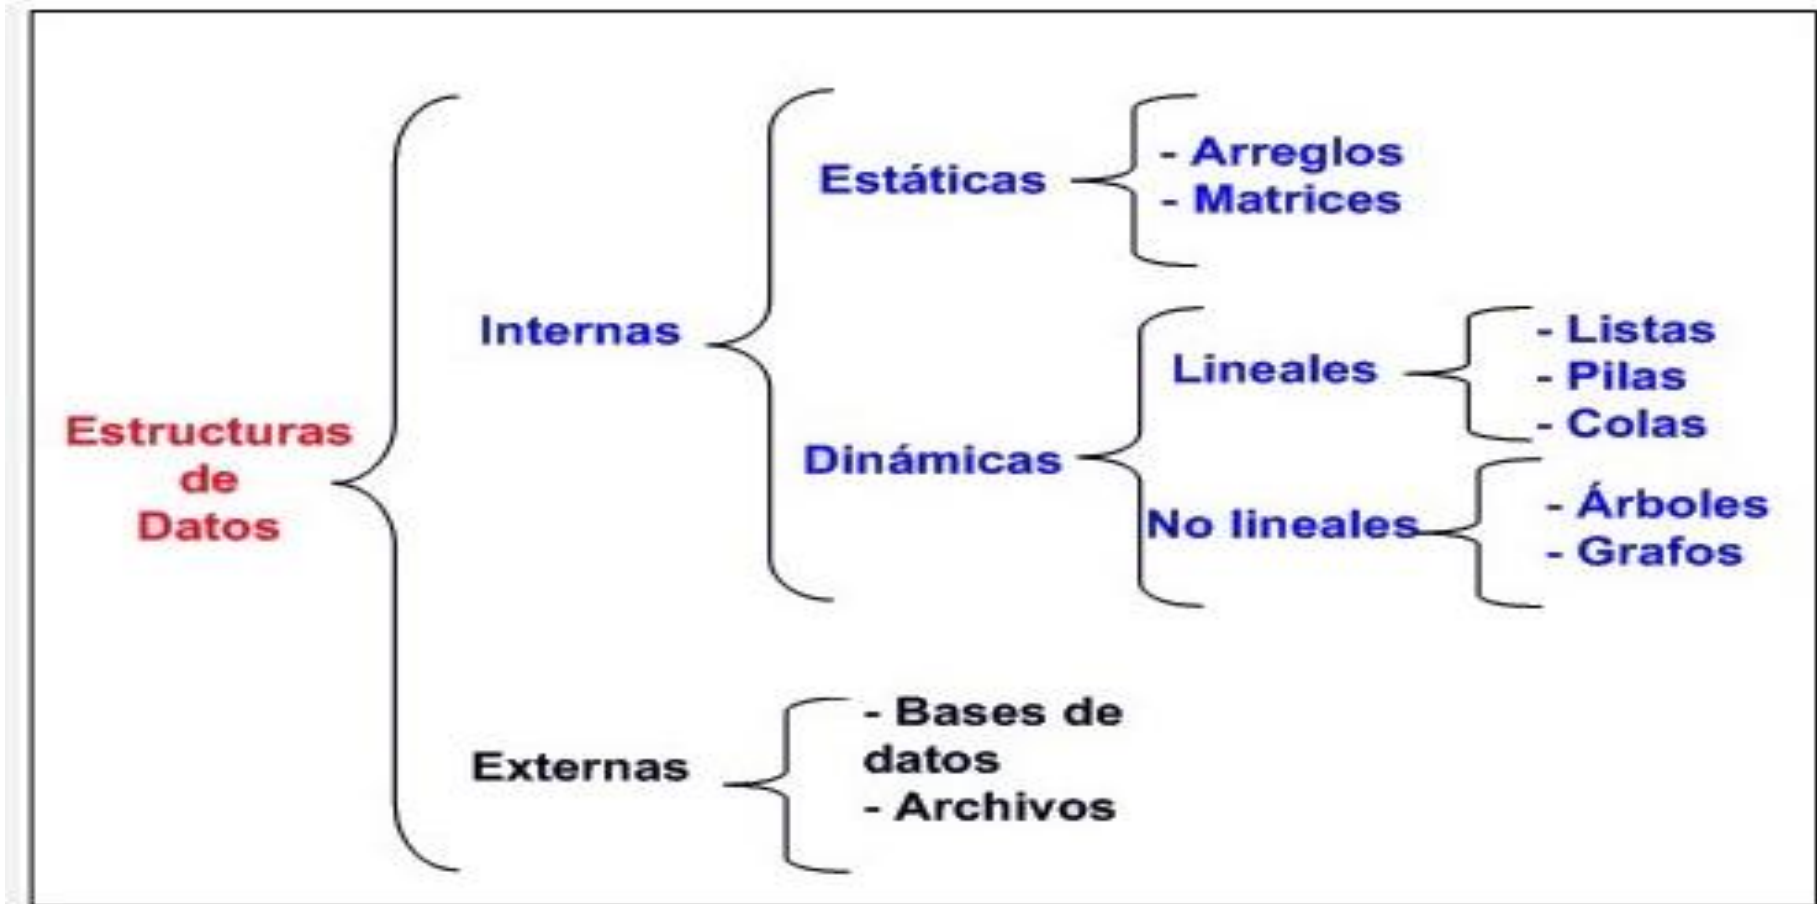 Estructuras
de
Datos
Internas
Estáticas
- Arreglos
- Matrices
Dinámicas
Lineales
- Listas
- Pilas
- Colas
No lineales
- Árboles
- Grafos
Externas
- Bases de
datos
- Archivos